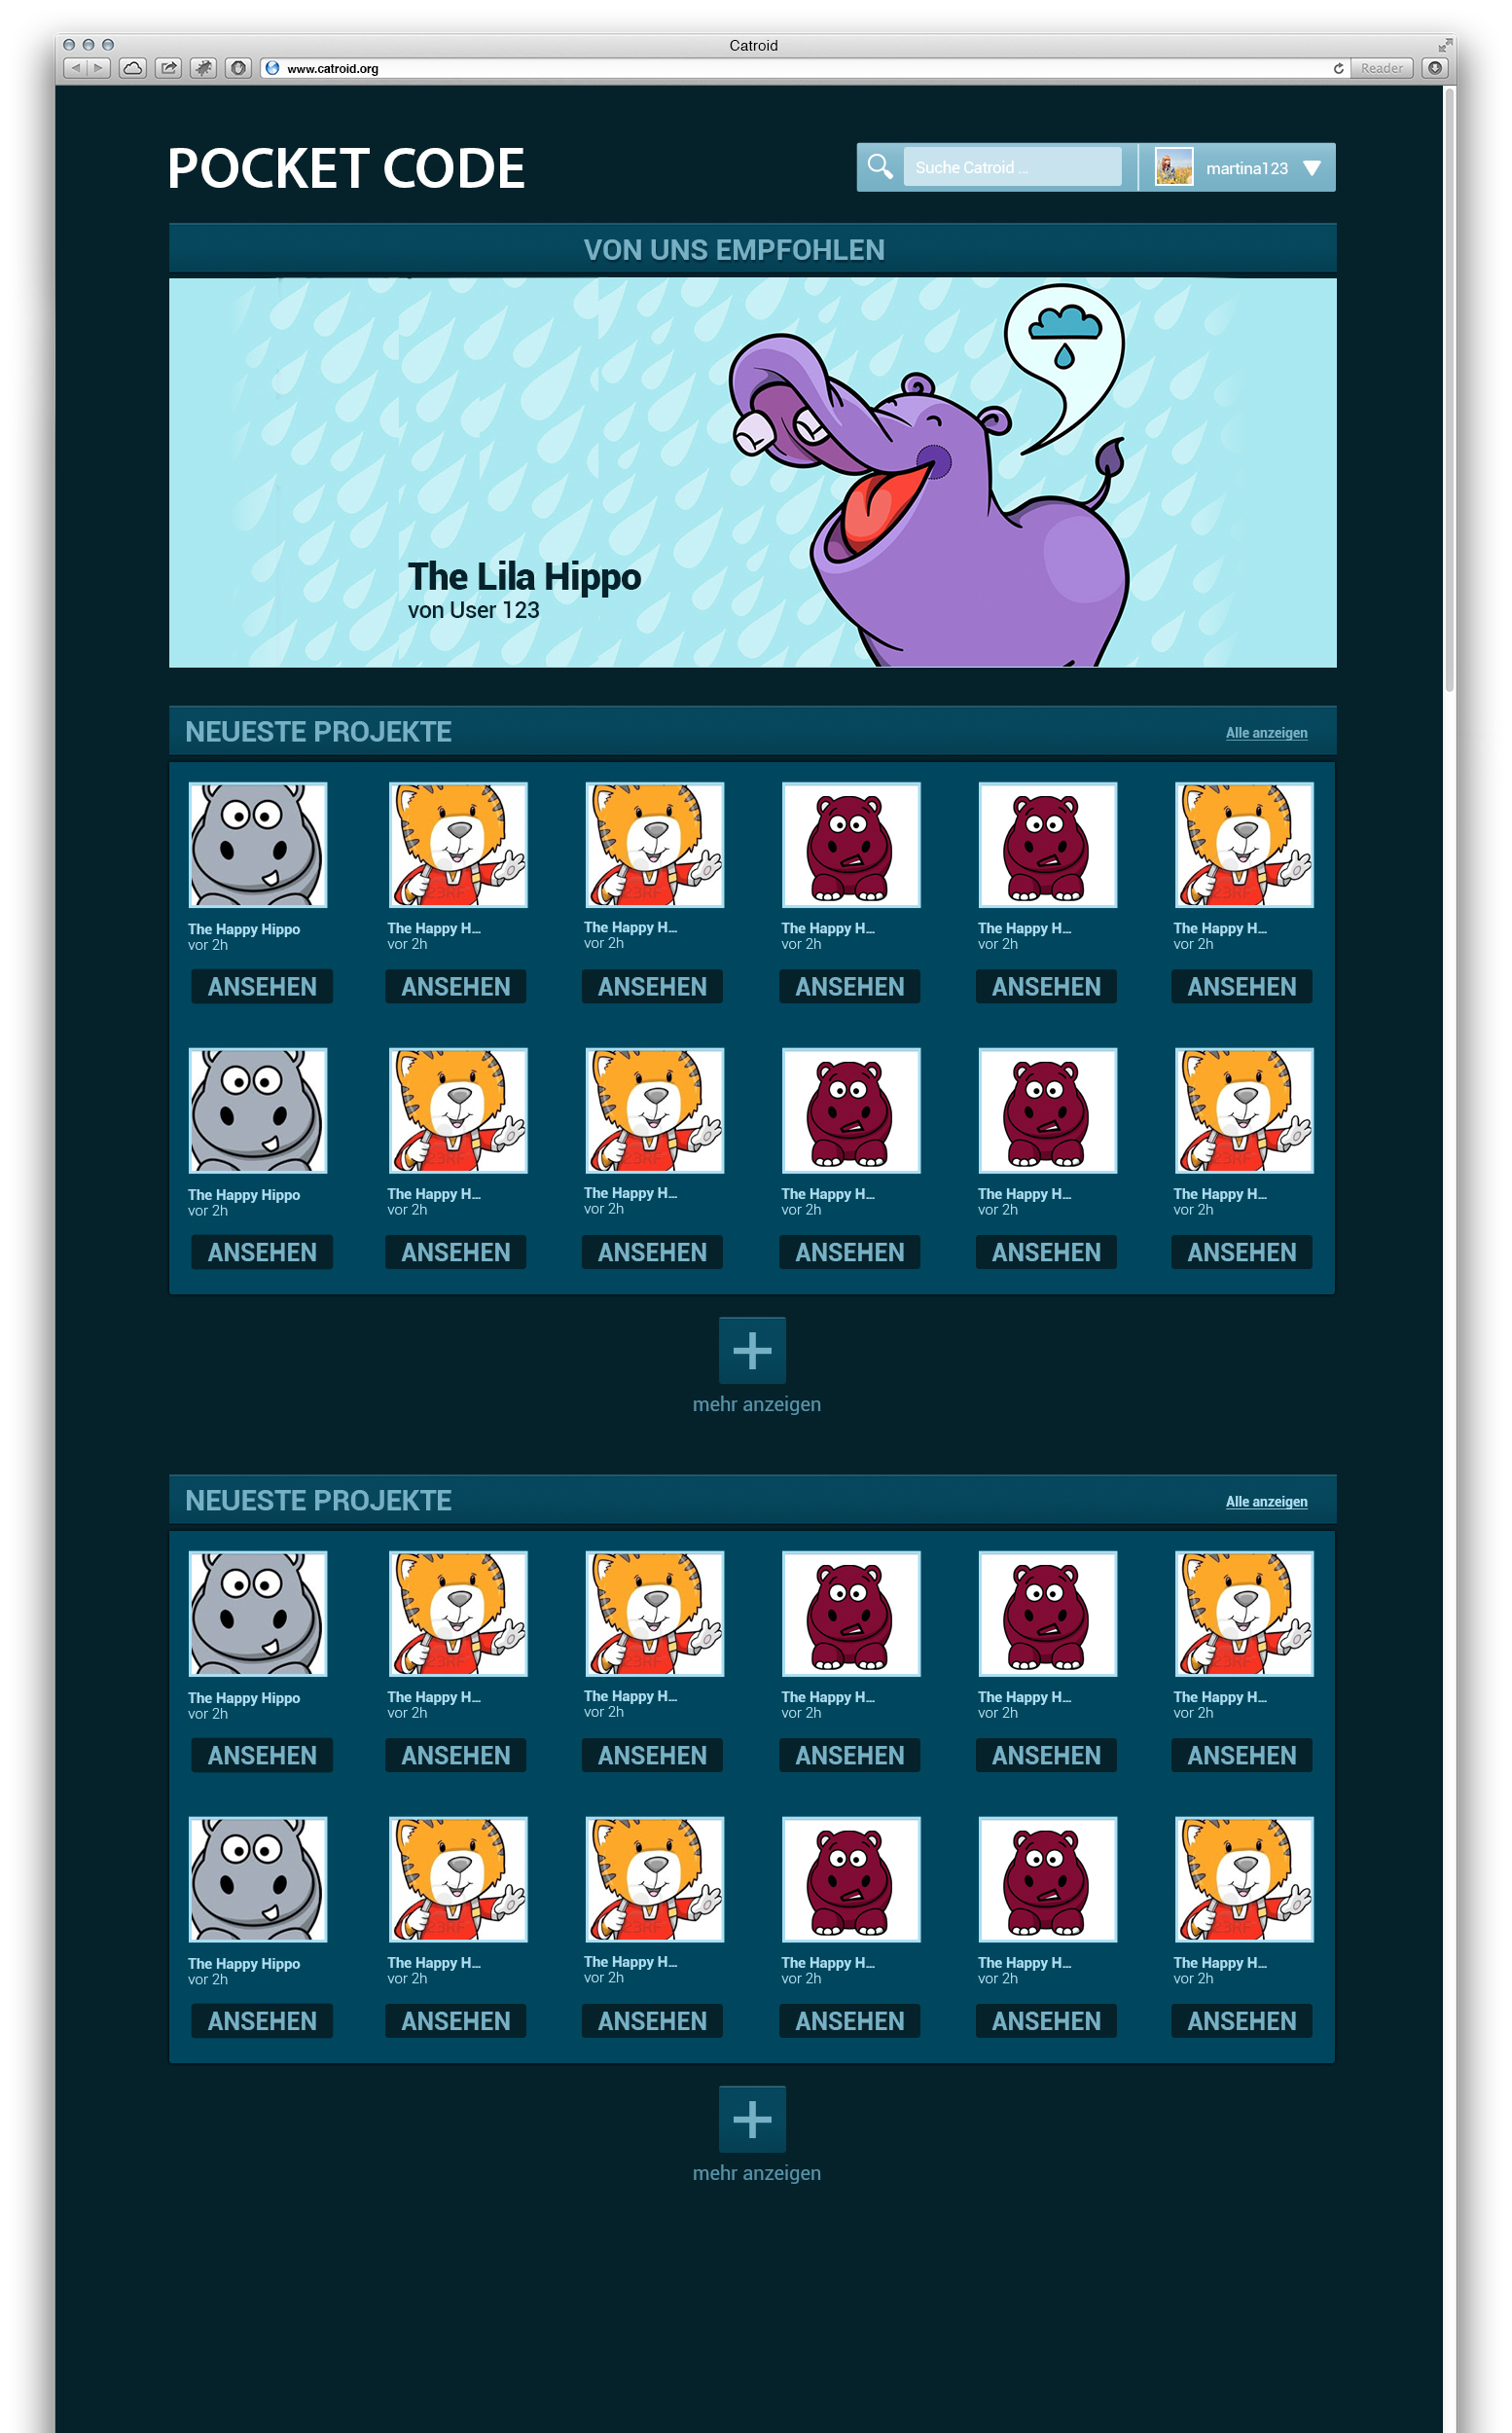 Catroid
www.catroid.org
Reader
POCKET CODE
Suche Catroid ...
martina123
VON UNS EMPFOHLEN
The Lila Hippo
von User 123
NEUESTE PROJEKTE
Alle anzeigen
The Happy Hippo The Happy H... The Happy H... The Happy H... The Happy H... The Happy H...
vor 2h vor 2h vor 2h vor 2h vor 2h vor 2h
ANSEHEN ANSEHEN ANSEHEN ANSEHEN ANSEHEN ANSEHEN
The Happy Hippo The Happy H... The Happy H... The Happy H... The Happy H... The Happy H...
vor 2h vor 2h vor 2h vor 2h vor 2h vor 2h
ANSEHEN ANSEHEN ANSEHEN ANSEHEN ANSEHEN ANSEHEN
mehr anzeigen
NEUESTE PROJEKTE
Alle anzeigen
The Happy Hippo The Happy H... The Happy H... The Happy H... The Happy H... The Happy H...
vor 2h vor 2h vor 2h vor 2h vor 2h vor 2h
ANSEHEN ANSEHEN ANSEHEN ANSEHEN ANSEHEN ANSEHEN
The Happy Hippo The Happy H... The Happy H... The Happy H... The Happy H... The Happy H...
vor 2h vor 2h vor 2h vor 2h vor 2h vor 2h
ANSEHEN ANSEHEN ANSEHEN ANSEHEN ANSEHEN ANSEHEN
mehr anzeigen